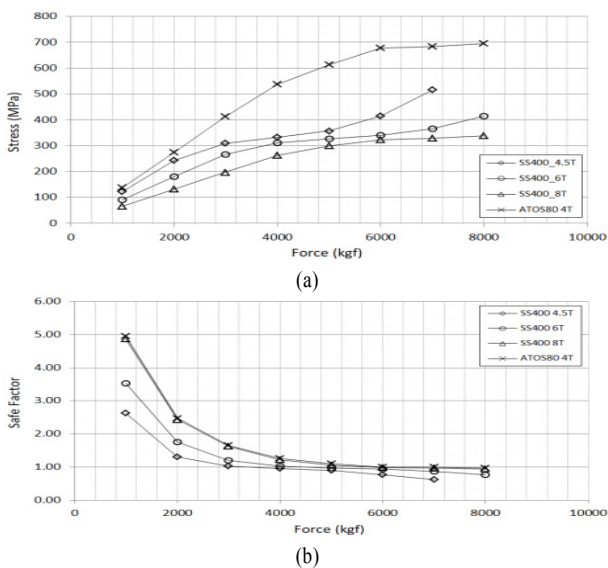 800
700
600
500
400
300
200
100
0
Stress (MPa)
SS400_4.5T
SS400_6T
SS400_8T
ATOS80 4T
0 2000 4000 6000 8000 10000
Force (kgf)
(a)
6.00
5.00
4.00
3.00
2.00
1.00
0.00
Safe Factor
SS400 4.5T
SS400 6T
SS400 8T
ATOS80 4T
0 2000 4000 6000 8000 10000
Force (kgf)
(b)